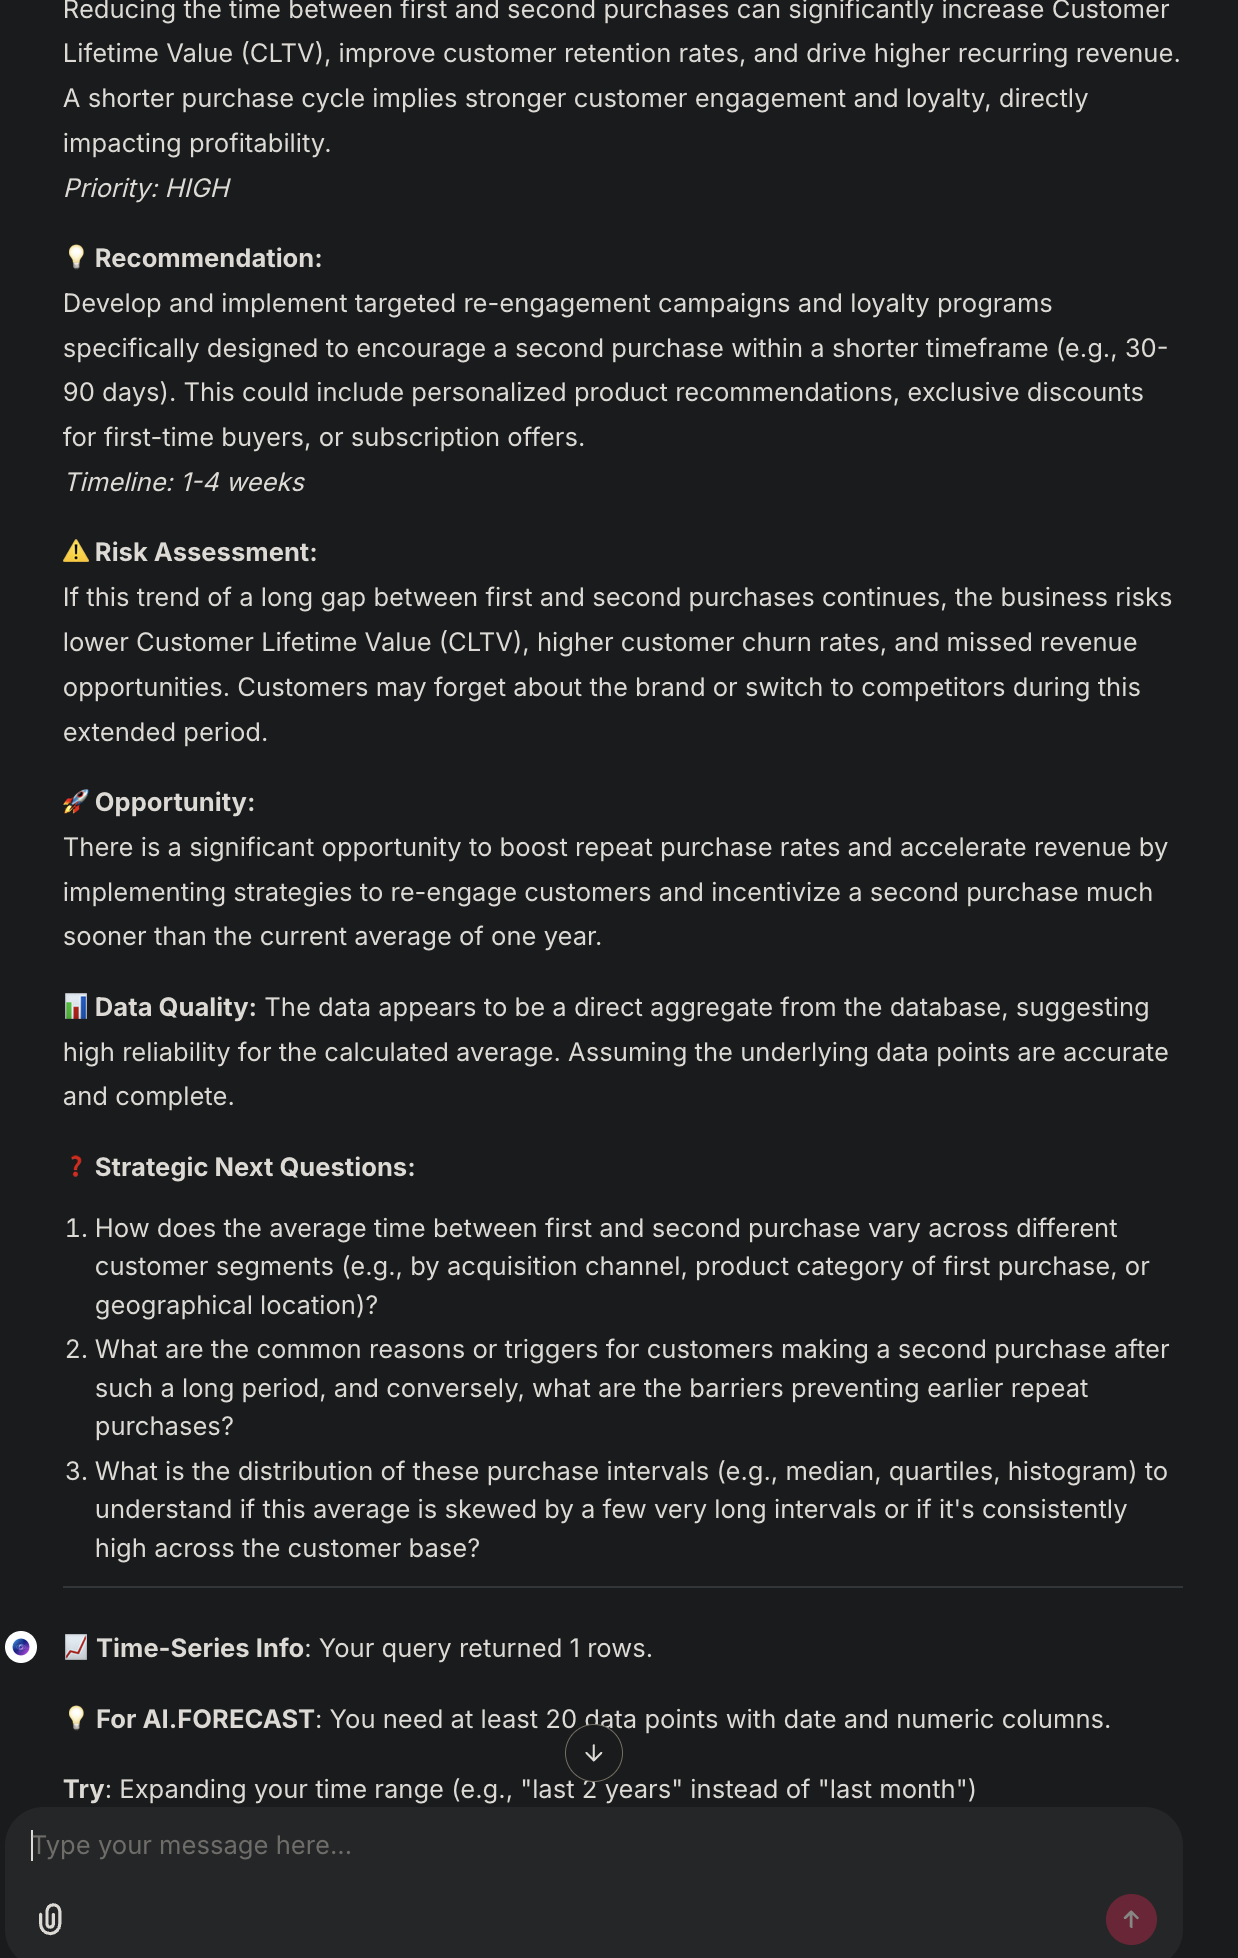 Reducing the time between first and second purchases can significantly increase Customer
Lifetime Value (CLTV), improve customer retention rates, and drive higher recurring revenue.
A shorter purchase cycle implies stronger customer engagement and loyalty, directly
impacting profitability.
Priority: HIGH
💡 Recommendation:
Develop and implement targeted re-engagement campaigns and loyalty programs
specifically designed to encourage a second purchase within a shorter timeframe (e.g., 30-
90 days). This could include personalized product recommendations, exclusive discounts
for first-time buyers, or subscription offers.
Timeline: 1-4 weeks
⚠️ Risk Assessment:
If this trend of a long gap between first and second purchases continues, the business risks
lower Customer Lifetime Value (CLTV), higher customer churn rates, and missed revenue
opportunities. Customers may forget about the brand or switch to competitors during this
extended period.
🚀 Opportunity:
There is a significant opportunity to boost repeat purchase rates and accelerate revenue by
implementing strategies to re-engage customers and incentivize a second purchase much
sooner than the current average of one year.
📊 Data Quality: The data appears to be a direct aggregate from the database, suggesting
high reliability for the calculated average. Assuming the underlying data points are accurate
and complete.
❓ Strategic Next Questions:
1. How does the average time between first and second purchase vary across different
customer segments (e.g., by acquisition channel, product category of first purchase, or
geographical location)?
2. What are the common reasons or triggers for customers making a second purchase after
such a long period, and conversely, what are the barriers preventing earlier repeat
purchases?
3. What is the distribution of these purchase intervals (e.g., median, quartiles, histogram) to
understand if this average is skewed by a few very long intervals or if it's consistently
high across the customer base?
📈 Time-Series Info: Your query returned 1 rows.
💡 For AI.FORECAST: You need at least 20 data points with date and numeric columns.
Try: Expanding your time range (e.g., "last 2 years" instead of "last month")
Type your message here...